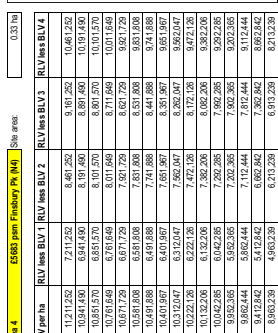 a 4 £5683 psm Finsbury Pk (N4) Site area: 0.33 ha
V per ha RLV less BLV 1 RLV less BLV 2 RLV less BLV 3 RLV less BLV 4
11,211,252 7,211,252 8,461,252 9,161,252 10,461,252
10,941,490 6,941,490 8,191,490 8,891,490 10,191,490
10,851,570 6,851,570 8,101,570 8,801,570 10,101,570
10,761,649 6,761,649 8,011,649 8,711,649 10,011,649
10,671,729 6,671,729 7,921,729 8,621,729 9,921,729
10,581,808 6,581,808 7,831,808 8,531,808 9,831,808
10,491,888 6,491,888 7,741,888 8,441,888 9,741,888
10,401,967 6,401,967 7,651,967 8,351,967 9,651,967
10,312,047 6,312,047 7,562,047 8,262,047 9,562,047
10,222,126 6,222,126 7,472,126 8,172,126 9,472,126
10,132,206 6,132,206 7,382,206 8,082,206 9,382,206
10,042,285 6,042,285 7,292,285 7,992,285 9,292,285
9,952,365 5,952,365 7,202,365 7,902,365 9,202,365
9,862,444 5,862,444 7,112,444 7,812,444 9,112,444
9,412,842 5,412,842 6,662,842 7,362,842 8,662,842
8,963,239 4,963,239 6,213,239 6,913,239 8,213,239